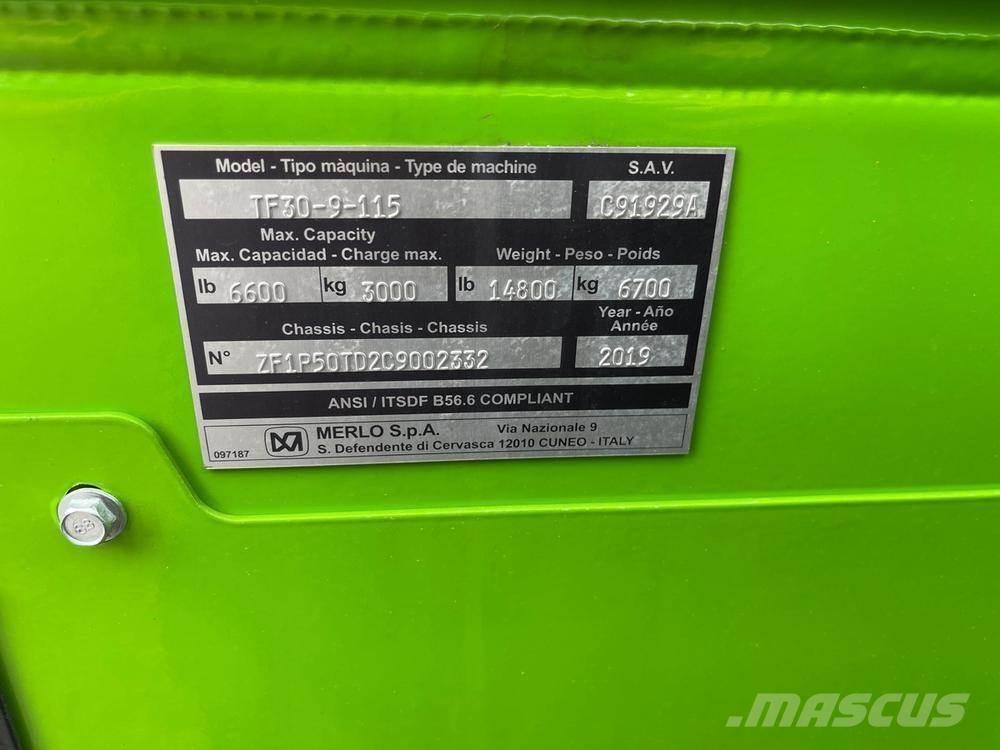 Model - Tipo màquina - Type de machine S.A.V.
TF30-9-115 C91929A
Max. Capacity
Max. Capacidad - Charge max. Weight - Peso - Poids
lb 6600 kg 3000 lb 14800 kg 6700
Chassis - Chasis - Chassis Year - Año
Année
N° ZF1P50TD2C9002332 2019
ANSI / ITSDF B56.6 COMPLIANT
MERLO S.p.A. Via Nazionale 9
097187 S. Defendente di Cervasca 12010 CUNEO - ITALY
.MASCUS